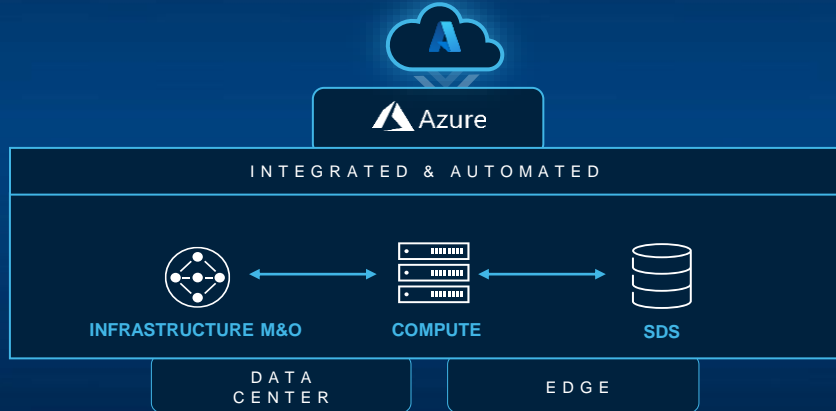 Azure
INTEGRATED & AUTOMATED
INFRASTRUCTURE M&O
COMPUTE
SDS
DATA
CENTER
EDGE